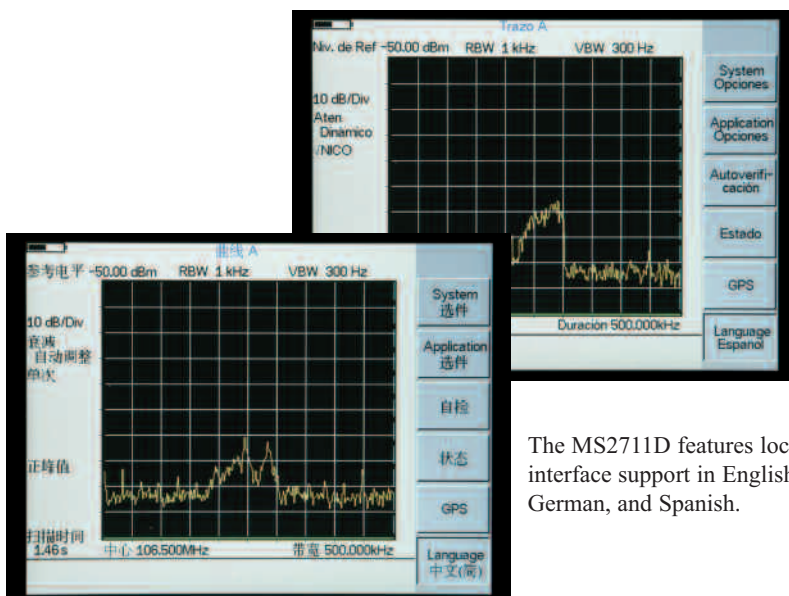 Trazo A
Niv. de Ref -50.00 dBm RBW 1 kHz VBW 300 Hz
10 dB/Div
Aten
Dinámico
/NICO
System
Opciones
Application
Opciones
Autoverifi-
cación
Estado
GPS
Duración 500.000kHz
Language
Espanol
曲线 A
参考电平 -50.00 dBm RBW 1 kHz VBW 300 Hz
10 dB/Div
衰减
自动调整
单次
正峰值
扫描时间
1.46 s
中心 106.500MHz
带宽 500.000kHz
System
选件
Application
选件
自检
状态
GPS
Language
中文(简)
The MS2711D features loc
interface support in English
German, and Spanish.